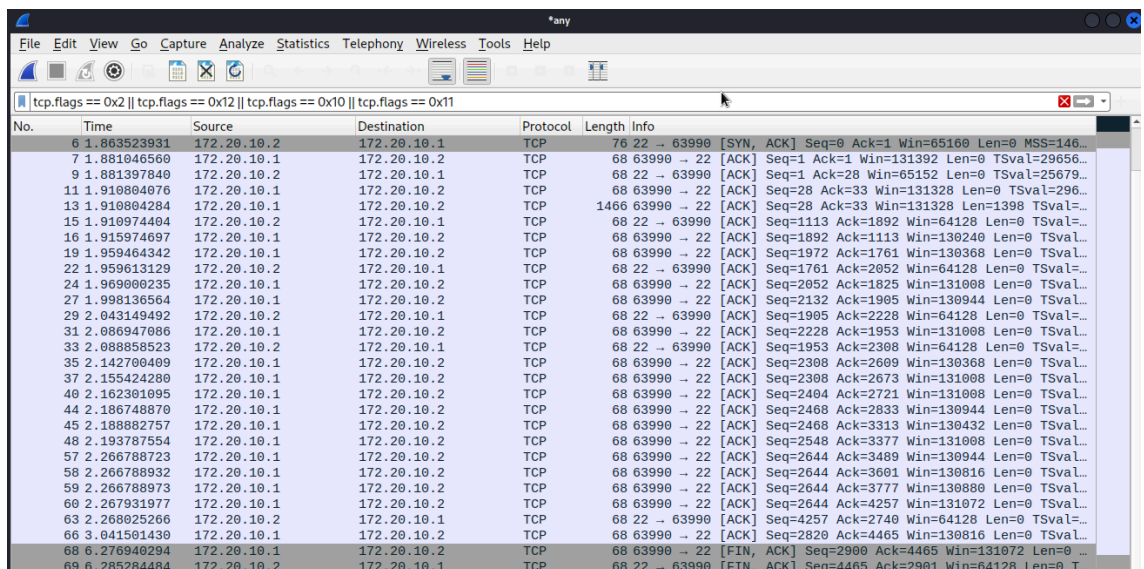 *any
File Edit View Go Capture Analyze Statistics Telephony Wireless Tools Help
tcp.flags == 0x2 || tcp.flags == 0x12 || tcp.flags == 0x10 || tcp.flags == 0x11
No. Time Source Destination Protocol Length Info
6 1.863523931 172.20.10.2 172.20.10.1 TCP 76 22 → 63990 [SYN, ACK] Seq=0 Ack=1 Win=65160 Len=0 MSS=146…
7 1.881046560 172.20.10.1 172.20.10.2 TCP 68 63990 → 22 [ACK] Seq=1 Ack=1 Win=131392 Len=0 TSval=29656…
9 1.881397840 172.20.10.2 172.20.10.1 TCP 68 22 → 63990 [ACK] Seq=1 Ack=28 Win=65152 Len=0 TSval=25679…
11 1.910804076 172.20.10.1 172.20.10.2 TCP 68 63990 → 22 [ACK] Seq=28 Ack=33 Win=131328 Len=0 TSval=296…
13 1.910804284 172.20.10.1 172.20.10.2 TCP 1466 63990 → 22 [ACK] Seq=28 Ack=33 Win=131328 Len=1398 TSval=…
15 1.910974404 172.20.10.2 172.20.10.1 TCP 68 22 → 63990 [ACK] Seq=1113 Ack=1892 Win=64128 Len=0 TSval=…
16 1.915974697 172.20.10.1 172.20.10.2 TCP 68 63990 → 22 [ACK] Seq=1892 Ack=1113 Win=130240 Len=0 TSval…
19 1.959464342 172.20.10.1 172.20.10.2 TCP 68 63990 → 22 [ACK] Seq=1972 Ack=1761 Win=130368 Len=0 TSval…
22 1.959613129 172.20.10.2 172.20.10.1 TCP 68 22 → 63990 [ACK] Seq=1761 Ack=2052 Win=64128 Len=0 TSval=…
24 1.969000235 172.20.10.1 172.20.10.2 TCP 68 63990 → 22 [ACK] Seq=2052 Ack=1825 Win=131008 Len=0 TSval…
27 1.998136564 172.20.10.1 172.20.10.2 TCP 68 63990 → 22 [ACK] Seq=2132 Ack=1905 Win=130944 Len=0 TSval…
29 2.043149492 172.20.10.2 172.20.10.1 TCP 68 22 → 63990 [ACK] Seq=1905 Ack=2228 Win=64128 Len=0 TSval=…
31 2.086947086 172.20.10.1 172.20.10.2 TCP 68 63990 → 22 [ACK] Seq=2228 Ack=1953 Win=131008 Len=0 TSval…
33 2.088858523 172.20.10.2 172.20.10.1 TCP 68 22 → 63990 [ACK] Seq=1953 Ack=2308 Win=64128 Len=0 TSval=…
35 2.142700409 172.20.10.1 172.20.10.2 TCP 68 63990 → 22 [ACK] Seq=2308 Ack=2609 Win=130368 Len=0 TSval…
37 2.155424280 172.20.10.1 172.20.10.2 TCP 68 63990 → 22 [ACK] Seq=2308 Ack=2673 Win=131008 Len=0 TSval…
40 2.162301095 172.20.10.1 172.20.10.2 TCP 68 63990 → 22 [ACK] Seq=2404 Ack=2721 Win=131008 Len=0 TSval…
44 2.186748870 172.20.10.1 172.20.10.2 TCP 68 63990 → 22 [ACK] Seq=2468 Ack=2833 Win=130944 Len=0 TSval…
45 2.188882757 172.20.10.1 172.20.10.2 TCP 68 63990 → 22 [ACK] Seq=2468 Ack=3313 Win=130432 Len=0 TSval…
48 2.193787554 172.20.10.1 172.20.10.2 TCP 68 63990 → 22 [ACK] Seq=2548 Ack=3377 Win=131008 Len=0 TSval…
57 2.266788723 172.20.10.1 172.20.10.2 TCP 68 63990 → 22 [ACK] Seq=2644 Ack=3489 Win=130944 Len=0 TSval…
58 2.266788932 172.20.10.1 172.20.10.2 TCP 68 63990 → 22 [ACK] Seq=2644 Ack=3601 Win=130816 Len=0 TSval…
59 2.266788973 172.20.10.1 172.20.10.2 TCP 68 63990 → 22 [ACK] Seq=2644 Ack=3777 Win=130880 Len=0 TSval…
60 2.267931977 172.20.10.1 172.20.10.2 TCP 68 63990 → 22 [ACK] Seq=2644 Ack=4257 Win=131072 Len=0 TSval…
63 2.268025266 172.20.10.2 172.20.10.1 TCP 68 22 → 63990 [ACK] Seq=4257 Ack=2740 Win=64128 Len=0 TSval=…
66 3.041501430 172.20.10.1 172.20.10.2 TCP 68 63990 → 22 [ACK] Seq=2820 Ack=4465 Win=130816 Len=0 TSval…
68 6.276940294 172.20.10.1 172.20.10.2 TCP 68 63990 → 22 [FIN, ACK] Seq=2900 Ack=4465 Win=131072 Len=0 …
69 6.285284484 172.20.10.2 172.20.10.1 TCP 68 22 → 63990 [FIN, ACK] Seq=4465 Ack=2901 Win=64128 Len=0 T…